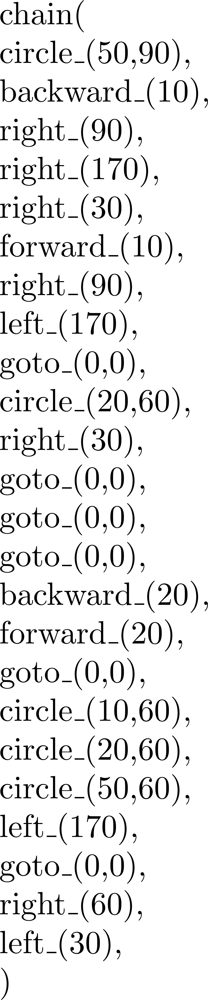 chain(
circle_(50,90),
backward_(10),
right_(90),
right_(170),
right_(30),
forward_(10),
right_(90),
left_(170),
goto_(0,0),
circle_(20,60),
right_(30),
goto_(0,0),
goto_(0,0),
goto_(0,0),
backward_(20),
forward_(20),
goto_(0,0),
circle_(10,60),
circle_(20,60),
circle_(50,60),
left_(170),
goto_(0,0),
right_(60),
left_(30),
)